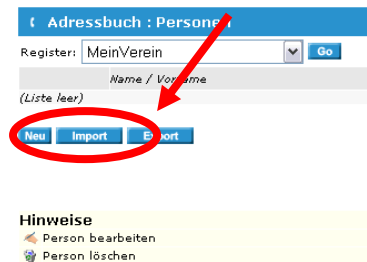 Adressbuch : Personen
Register: MeinVerein Go
Name / Vorname
(Liste leer)
Neu Import Export
Hinweise
Person bearbeiten
Person löschen